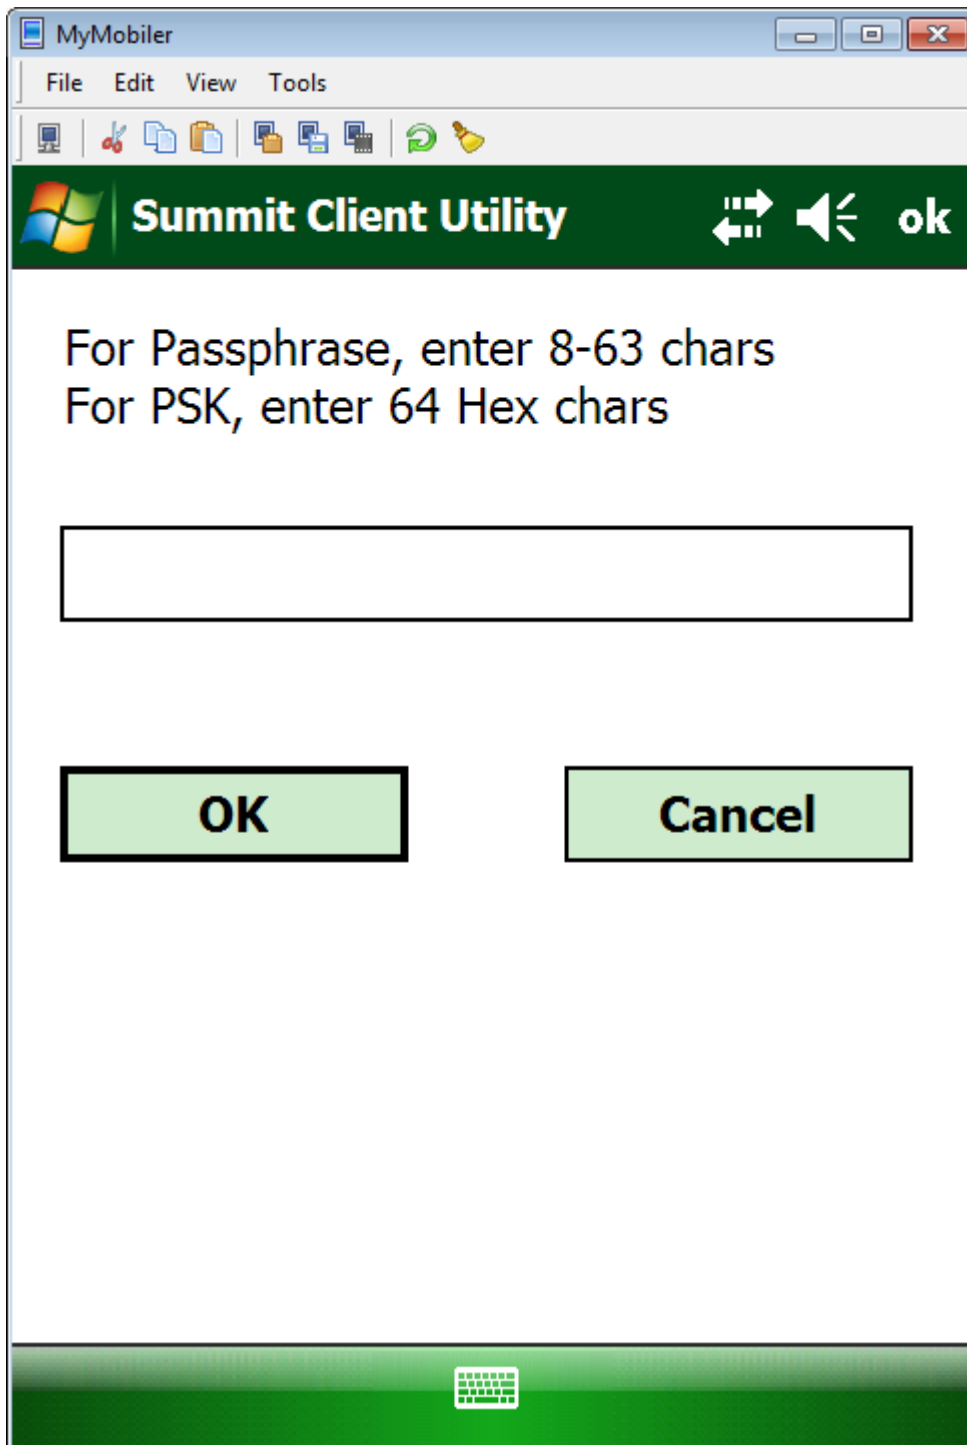 MyMobiler
File Edit View Tools
Summit Client Utility ok
For Passphrase, enter 8-63 chars
For PSK, enter 64 Hex chars
OK Cancel